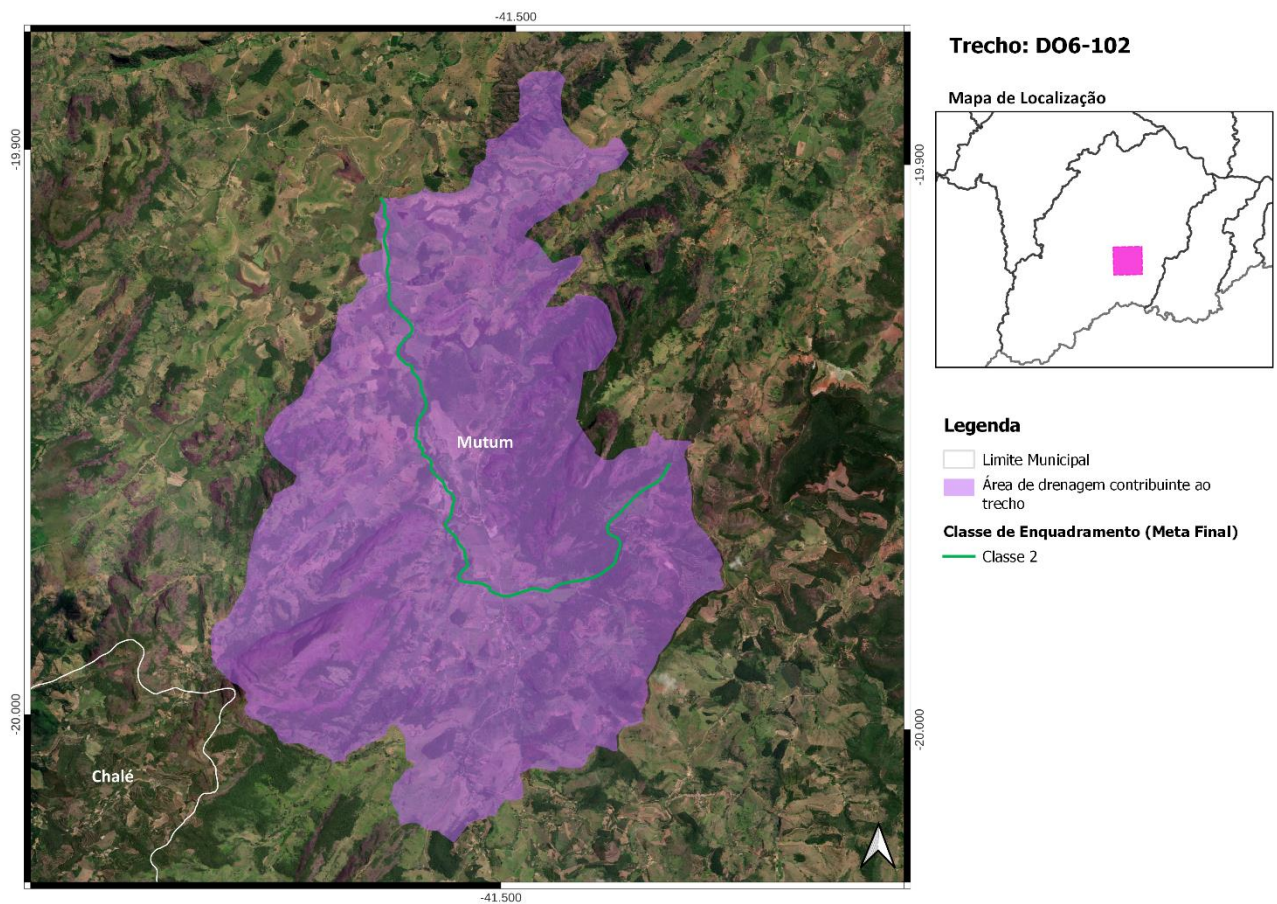 -41.500
Trecho: DO6-102
Mapa de Localização
-19.900
-19.900
Mutum
Legenda
Limite Municipal
Área de drenagem contribuinte ao
trecho
Classe de Enquadramento (Meta Final)
Classe 2
-20.000
-20.000
Chalé
-41.500